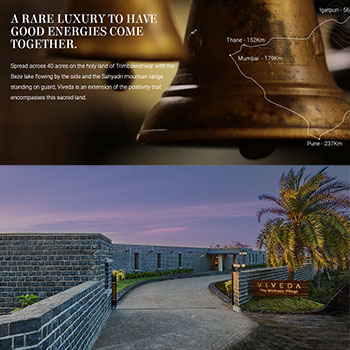 A RARE LUXURY TO HAVE
GOOD ENERGIES COME
TOGETHER.
Spread across 40 acres on the holy land of Trimbakeshwar with the
Beze lake flowing by the side and the Sahyadri mountain range
standing on guard, Viveda is an extension of the positivity that
encompasses this sacred land.
Igatpuri - 56
Thane - 152Km
Mumbai - 179Km
Pune - 237Km
VIVEDA
The Wellness Village